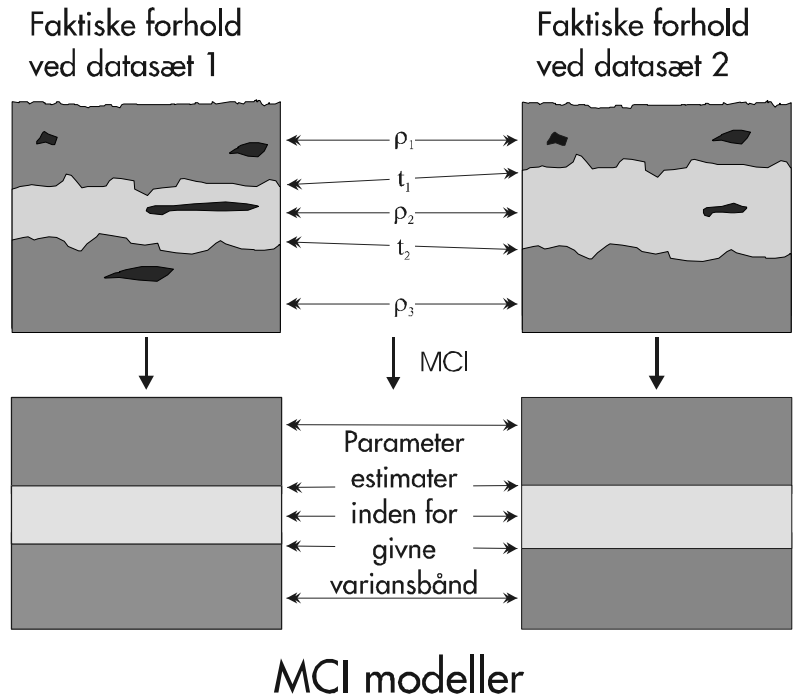 Faktiske forhold
ved datasæt 1
Faktiske forhold
ved datasæt 2
ρ₁
t₁
ρ₂
t₂
ρ₃
MCI
Parameter
estimater
inden for
givne
variansbånd
MCI modeller